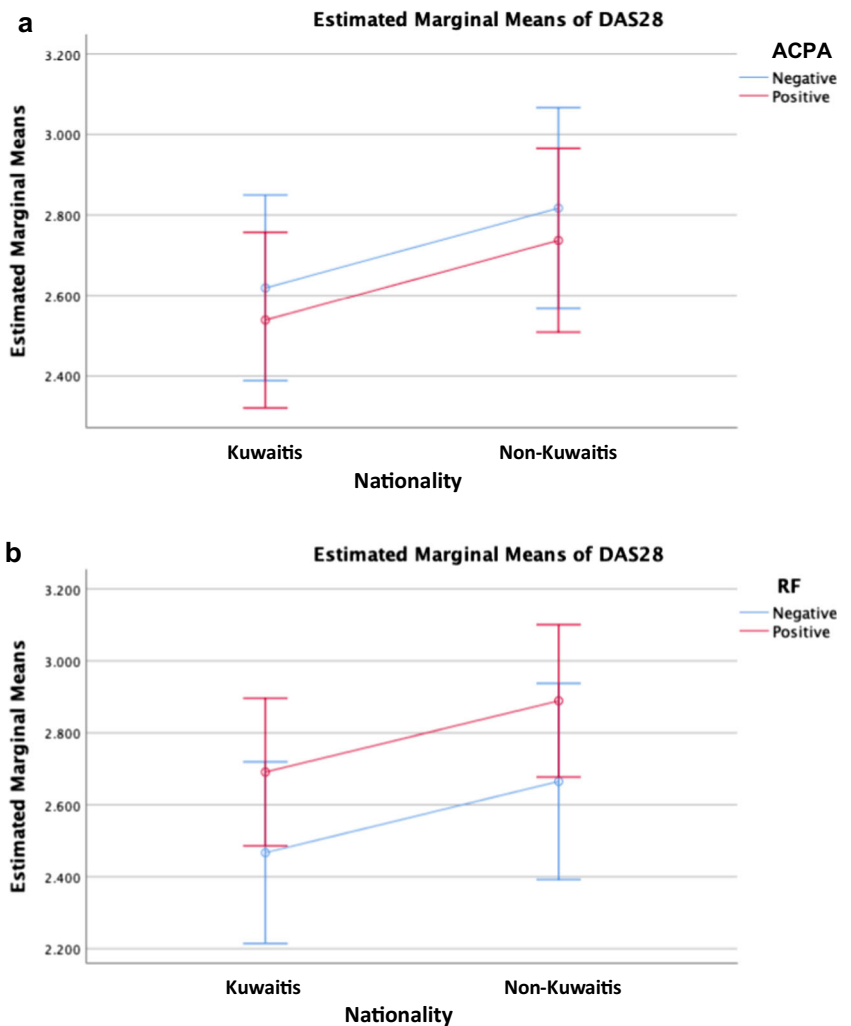 a
Estimated Marginal Means of DAS28
ACPA
Negative
Positive
Estimated Marginal Means
3.200
3.000
2.800
2.600
2.400
Kuwaitis
Non-Kuwaitis
Nationality
b
Estimated Marginal Means of DAS28
RF
Negative
Positive
Estimated Marginal Means
3.200
3.000
2.800
2.600
2.400
2.200
Kuwaitis
Non-Kuwaitis
Nationality